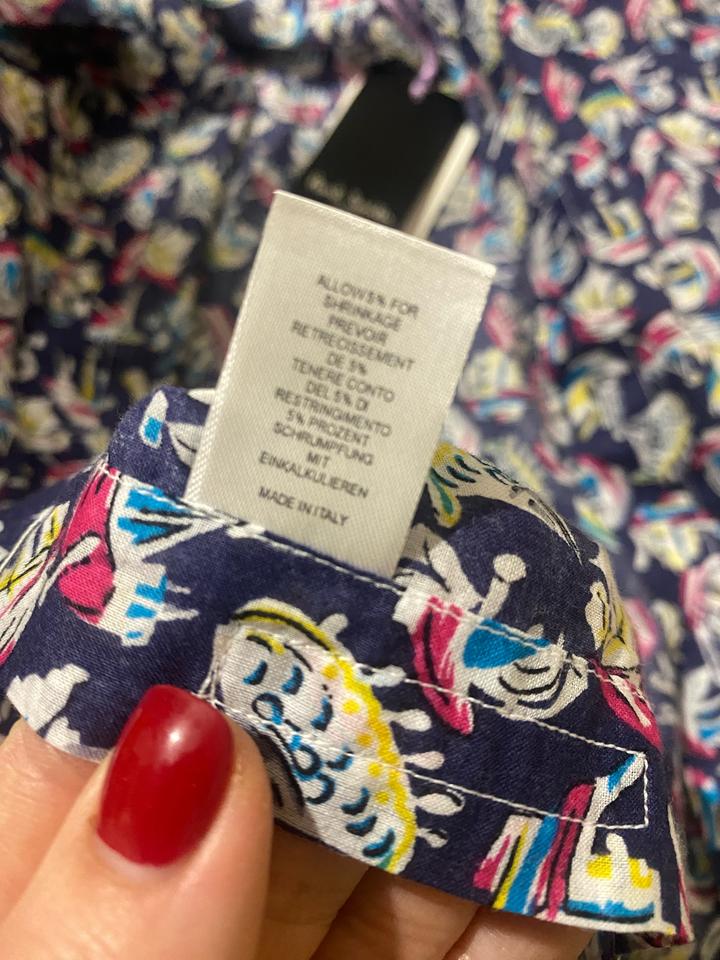 ALLOW 5% FOR
SHRINKAGE
PREVOIR
RETRECISSEMENT
DE 5%
TENERE CONTO
DEL 5% DI
RESTRINGIMENTO
5% PROZENT
SCHRUMPFUNG
MIT
EINKALKULIEREN
MADE IN ITALY